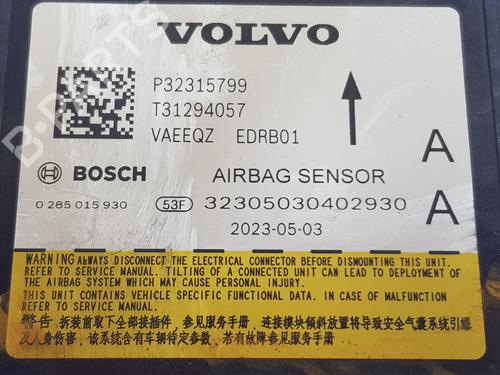 VOLVO
P32315799
T31294057
VAEEQZ EDRB01
A
BOSCH AIRBAG SENSOR
0 285 015 930 53F 32305030402930 A
2023-05-03
WARNING ALWAYS DISCONNECT THE ELECTRICAL CONNECTOR BEFORE DISMOUNTING THIS UNIT.
REFER TO SERVICE MANUAL. TILTING OF A CONNECTED UNIT CAN LEAD TO DEPLOYMENT OF
THE AIRBAG SYSTEM WHICH MAY CAUSE PERSONAL INJURY.
THIS UNIT CONTAINS VEHICLE SPECIFIC FUNCTIONAL DATA. IN CASE OF MALFUNCTION
REFER TO SERVICE MANUAL.
警告: 拆装前取下全部接插件，参见服务手册，连接模块倾斜放置将导致安全气囊系统引爆
及人身伤害，该系统含有车辆特定参数，若有故障参见服务手册.
B-PARTS